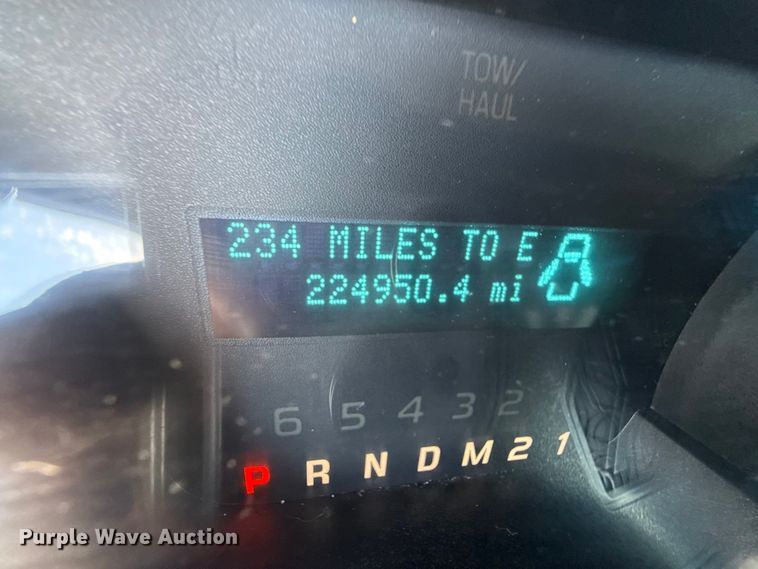 TOW/
HAUL
234 MILES TO E
224950.4 mi
6 5 4 3 2
P R N D M 2 1
Purple Wave Auction